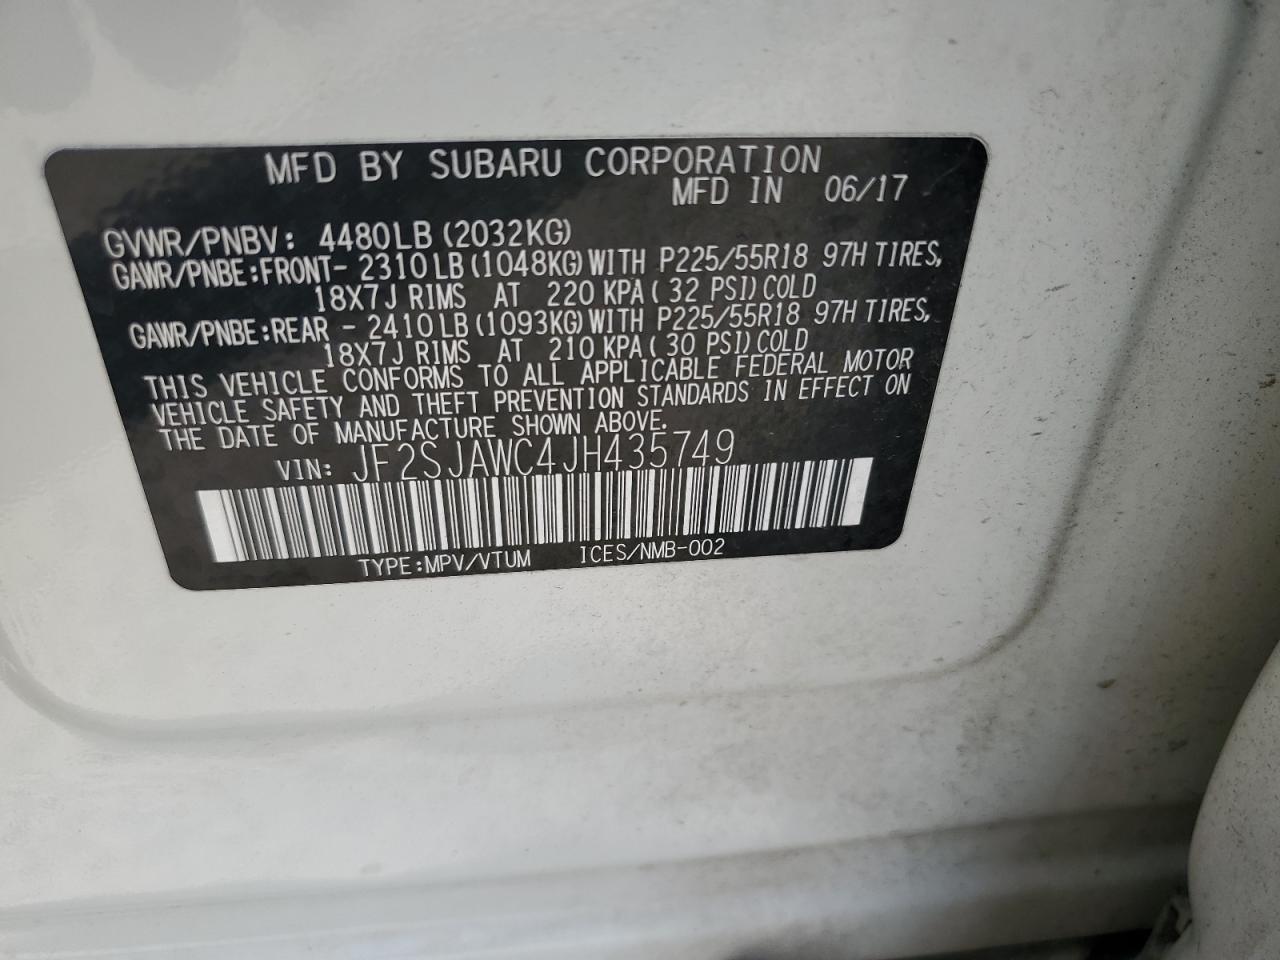 MFD BY SUBARU CORPORATION
MFD IN 06/17
GVWR/PNBV: 4480LB (2032KG)
GAWR/PNBE:FRONT- 2310LB(1048KG)WITH P225/55R18 97H TIRES,
18X7J RIMS AT 220 KPA( 32 PSI)COLD
GAWR/PNBE:REAR - 2410LB(1093KG)WITH P225/55R18 97H TIRES,
18X7J RIMS AT 210 KPA( 30 PSI)COLD
THIS VEHICLE CONFORMS TO ALL APPLICABLE FEDERAL MOTOR
VEHICLE SAFETY AND THEFT PREVENTION STANDARDS IN EFFECT ON
THE DATE OF MANUFACTURE SHOWN ABOVE.
VIN: JF2SJAWC4JH435749
TYPE:MPV/VTUM ICES/NMB-002